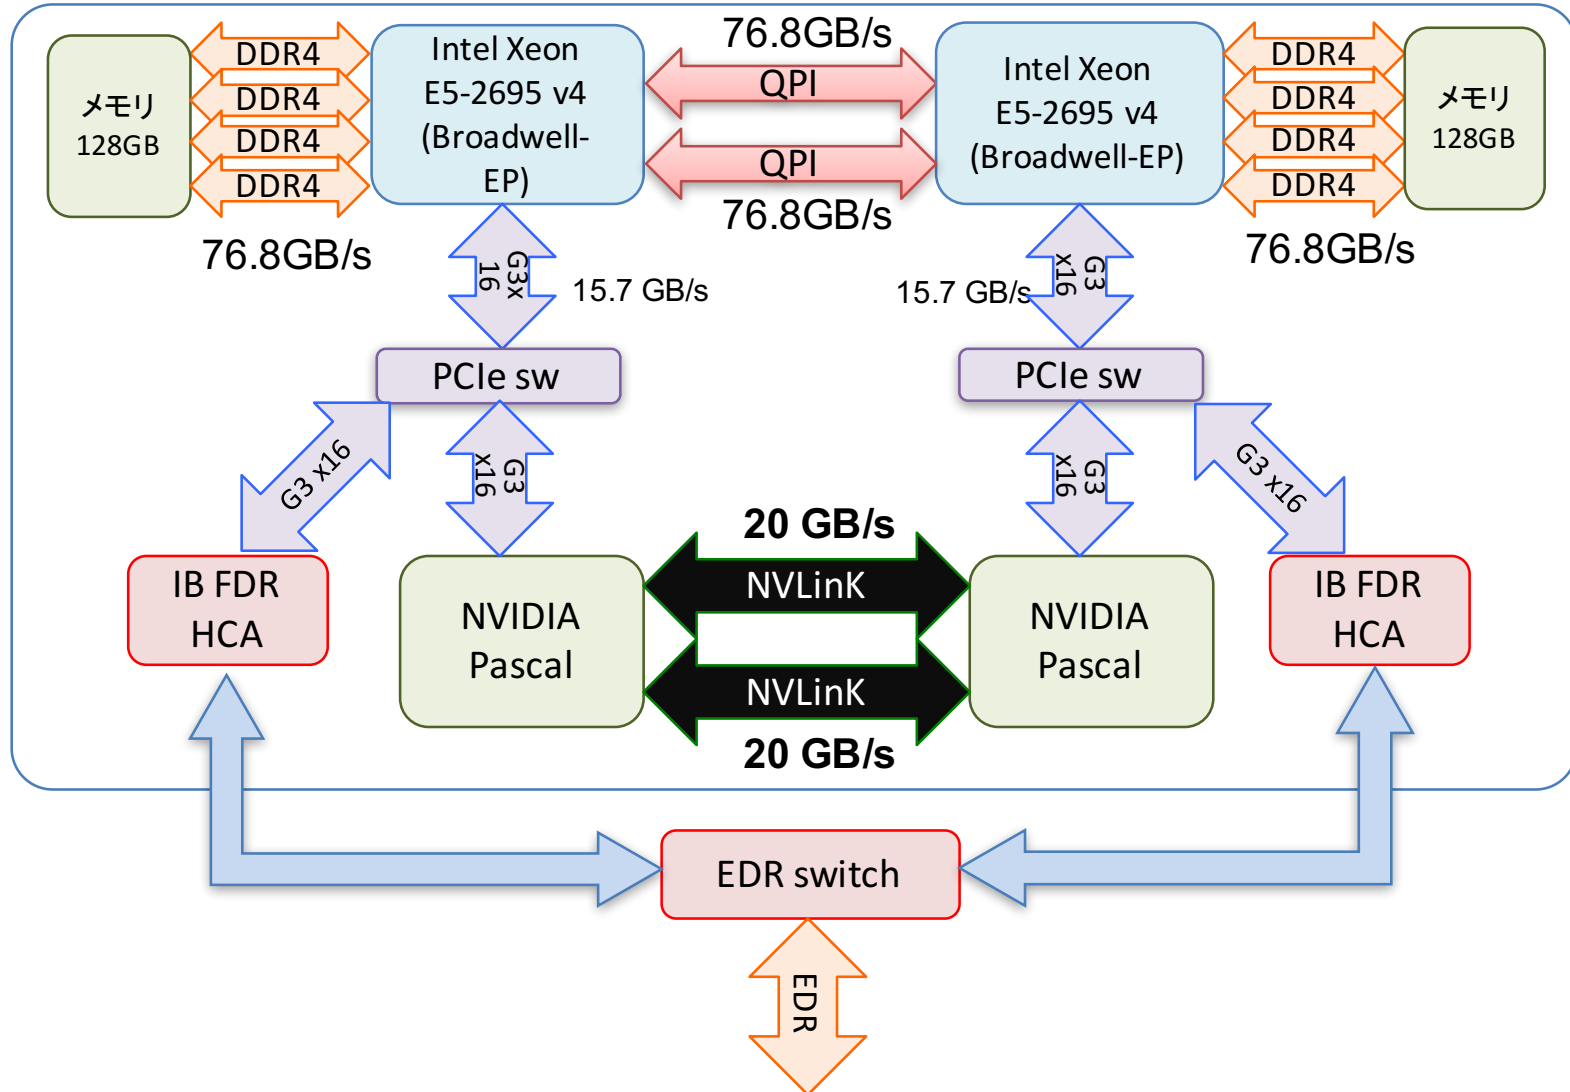 76.8GB/s
メモリ
128GB
DDR4
DDR4
DDR4
DDR4
76.8GB/s
Intel Xeon
E5-2695 v4
(Broadwell-
EP)
QPI
QPI
76.8GB/s
Intel Xeon
E5-2695 v4
(Broadwell-EP)
DDR4
DDR4
DDR4
DDR4
76.8GB/s
メモリ
128GB
G3x
16
15.7 GB/s
15.7 GB/s
G3
x16
PCIe sw
PCIe sw
G3 x16
G3
x16
G3
x16
G3 x16
IB FDR
HCA
NVIDIA
Pascal
20 GB/s
NVLinK
NVLinK
20 GB/s
NVIDIA
Pascal
IB FDR
HCA
EDR switch
EDR